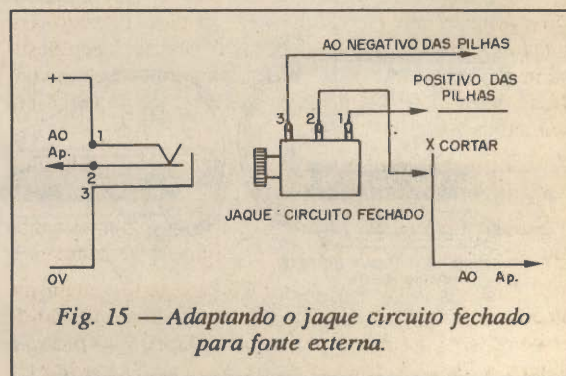 +
AO
Ap.
1
2
3
0V
AO NEGATIVO DAS PILHAS
POSITIVO DAS
PILHAS
3 2 1
X CORTAR
JAQUE CIRCUITO FECHADO
AO Ap.
Fig. 15 — Adaptando o jaque circuito fechado
para fonte externa.